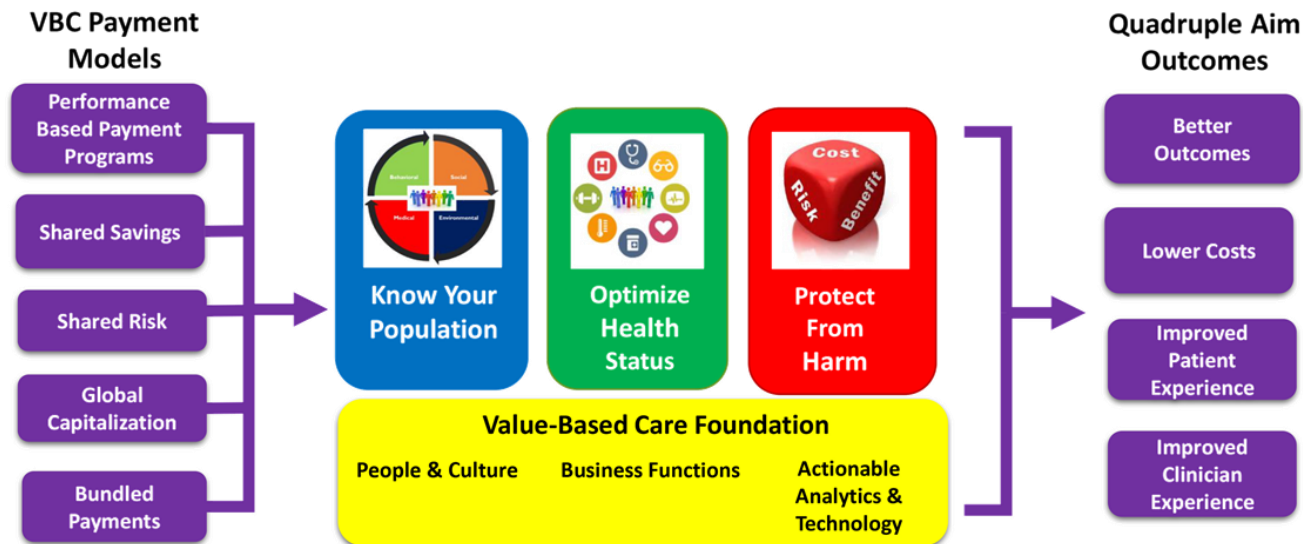 VBC Payment
Models
Performance
Based Payment
Programs
Shared Savings
Shared Risk
Global
Capitalization
Bundled
Payments
Behavioral
Social
Medical
Environmental
Know Your
Population
H
Optimize
Health
Status
Cost
Risk
Benefit
Protect
From
Harm
Value-Based Care Foundation
People & Culture
Business Functions
Actionable
Analytics &
Technology
Quadruple Aim
Outcomes
Better
Outcomes
Lower Costs
Improved
Patient
Experience
Improved
Clinician
Experience